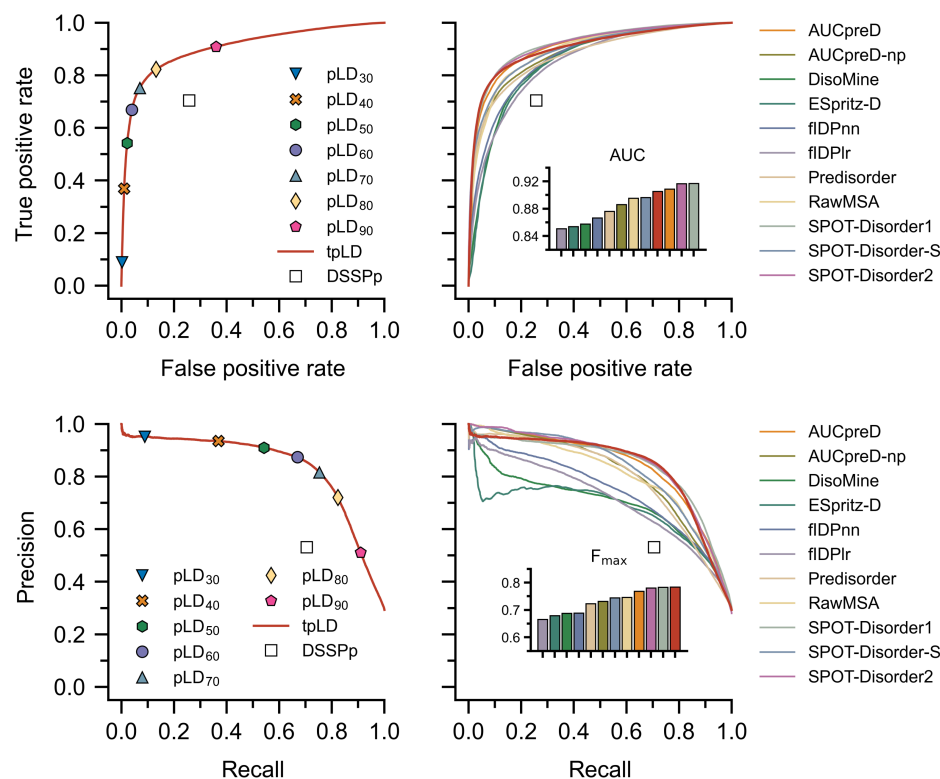 True positive rate
1.0
0.8
0.6
0.4
0.2
0.0
0.0 0.2 0.4 0.6 0.8 1.0
False positive rate
pLD30
pLD40
pLD50
pLD60
pLD70
pLD80
pLD90
tpLD
DSSPp
AUC
0.92
0.88
0.84
0.0 0.2 0.4 0.6 0.8 1.0
False positive rate
AUCpreD
AUCpreD-np
DisoMine
ESpritz-D
flDPnn
flDPlr
Predisorder
RawMSA
SPOT-Disorder1
SPOT-Disorder-S
SPOT-Disorder2
Precision
1.0
0.8
0.6
0.4
0.2
0.0
0.0 0.2 0.4 0.6 0.8 1.0
Recall
pLD30
pLD40
pLD50
pLD60
pLD70
pLD80
pLD90
tpLD
DSSPp
Fmax
0.8
0.7
0.6
0.0 0.2 0.4 0.6 0.8 1.0
Recall
AUCpreD
AUCpreD-np
DisoMine
ESpritz-D
flDPnn
flDPlr
Predisorder
RawMSA
SPOT-Disorder1
SPOT-Disorder-S
SPOT-Disorder2